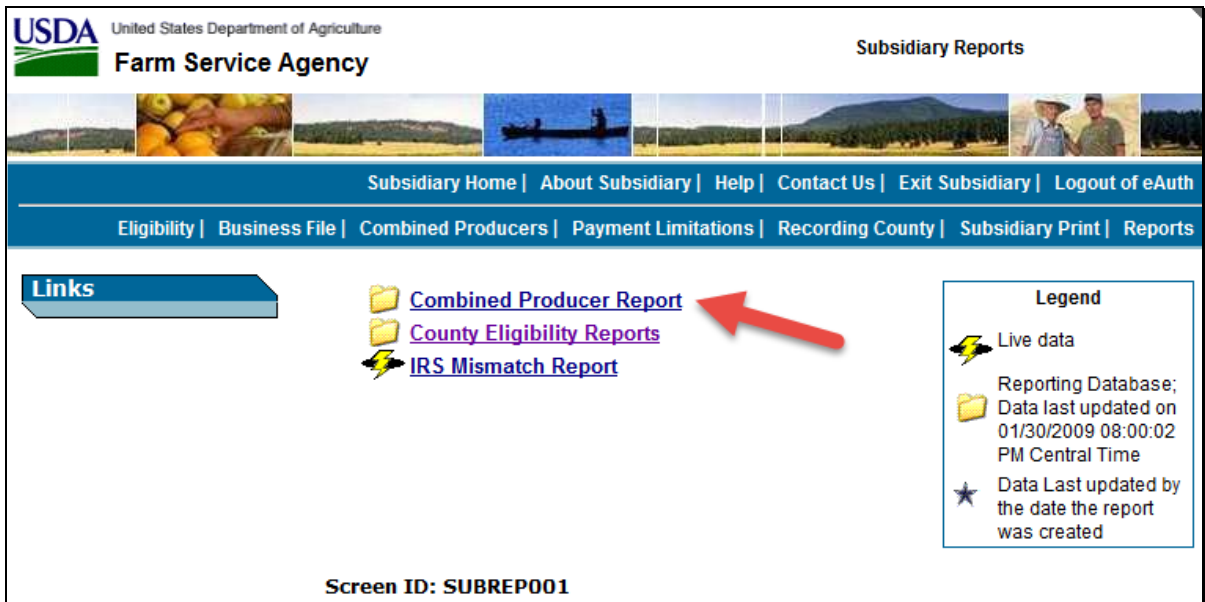 USDA
United States Department of Agriculture
Farm Service Agency
Subsidiary Reports
Subsidiary Home | About Subsidiary | Help | Contact Us | Exit Subsidiary | Logout of eAuth
Eligibility | Business File | Combined Producers | Payment Limitations | Recording County | Subsidiary Print | Reports
Links
Combined Producer Report
County Eligibility Reports
IRS Mismatch Report
Legend
Live data
Reporting Database;
Data last updated on
01/30/2009 08:00:02
PM Central Time
Data Last updated by
the date the report
was created
Screen ID: SUBREP001